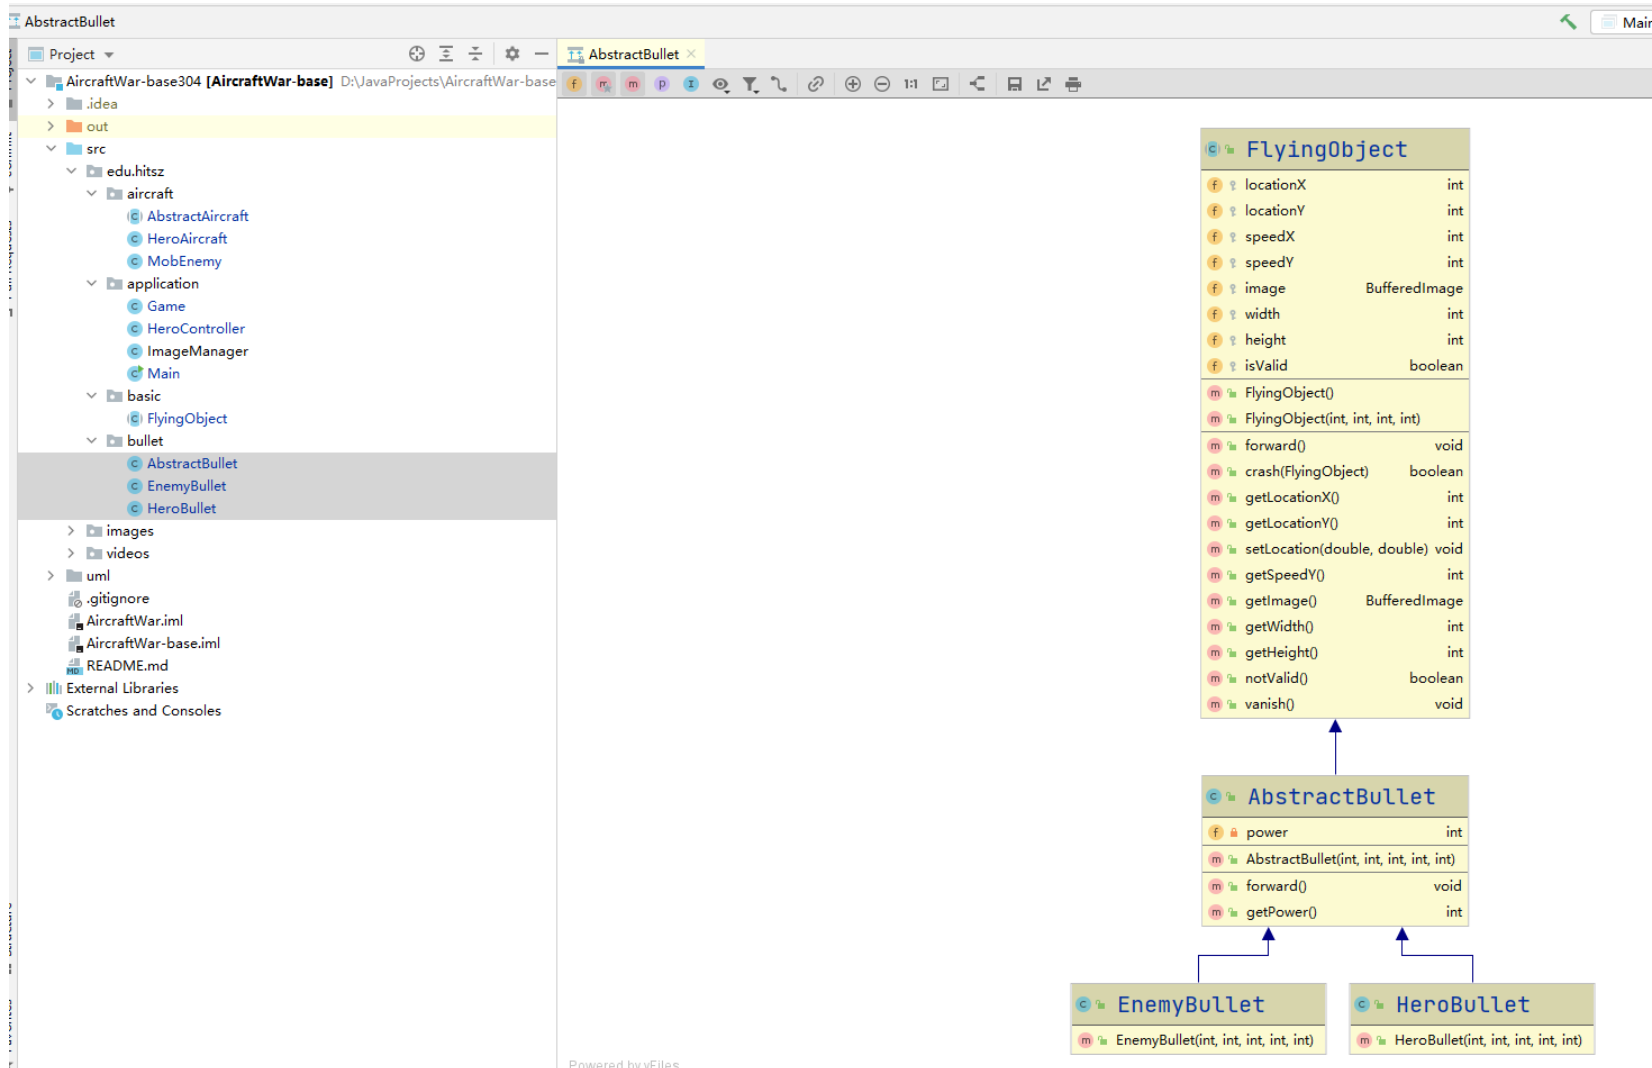 AbstractBullet
Main
Project
AbstractBullet
AircraftWar-base304 [AircraftWar-base] D:\JavaProjects\AircraftWar-base
.idea
out
src
edu.hitsz
aircraft
AbstractAircraft
HeroAircraft
MobEnemy
application
Game
HeroController
ImageManager
Main
basic
FlyingObject
bullet
AbstractBullet
EnemyBullet
HeroBullet
images
videos
uml
.gitignore
AircraftWar.iml
AircraftWar-base.iml
README.md
External Libraries
Scratches and Consoles
1:1
FlyingObject
locationX int
locationY int
speedX int
speedY int
image BufferedImage
width int
height int
isValid boolean
FlyingObject()
FlyingObject(int, int, int, int)
forward() void
crash(FlyingObject) boolean
getLocationX() int
getLocationY() int
setLocation(double, double) void
getSpeedY() int
getImage() BufferedImage
getWidth() int
getHeight() int
notValid() boolean
vanish() void
AbstractBullet
power int
AbstractBullet(int, int, int, int, int)
forward() void
getPower() int
EnemyBullet
EnemyBullet(int, int, int, int, int)
HeroBullet
HeroBullet(int, int, int, int, int)
Powered by yFiles